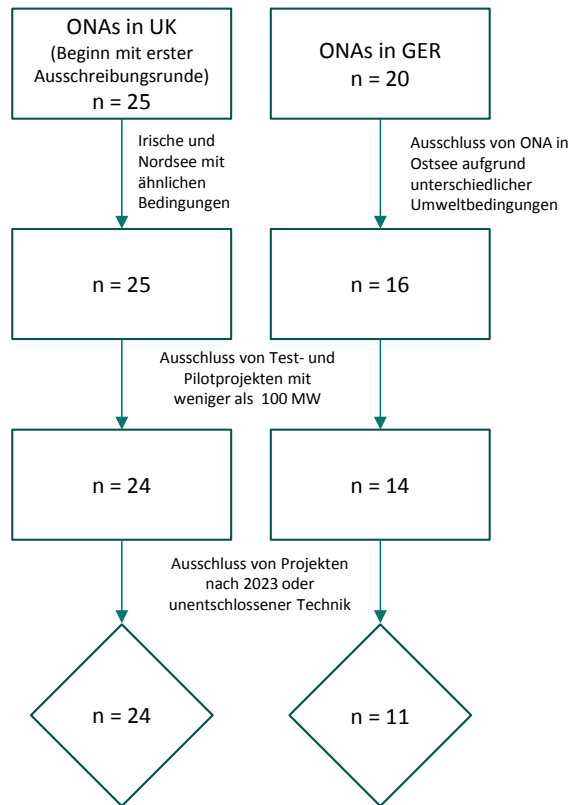 ONAs in UK
(Beginn mit erster
Ausschreibungsrunde)
n = 25
ONAs in GER
n = 20
Irische und
Nordsee mit
ähnlichen
Bedingungen
Ausschluss von ONA in
Ostsee aufgrund
unterschiedlicher
Umweltbedingungen
n = 25
n = 16
Ausschluss von Test- und
Pilotprojekten mit
weniger als 100 MW
n = 24
n = 14
Ausschluss von Projekten
nach 2023 oder
unentschlossener Technik
n = 24
n = 11